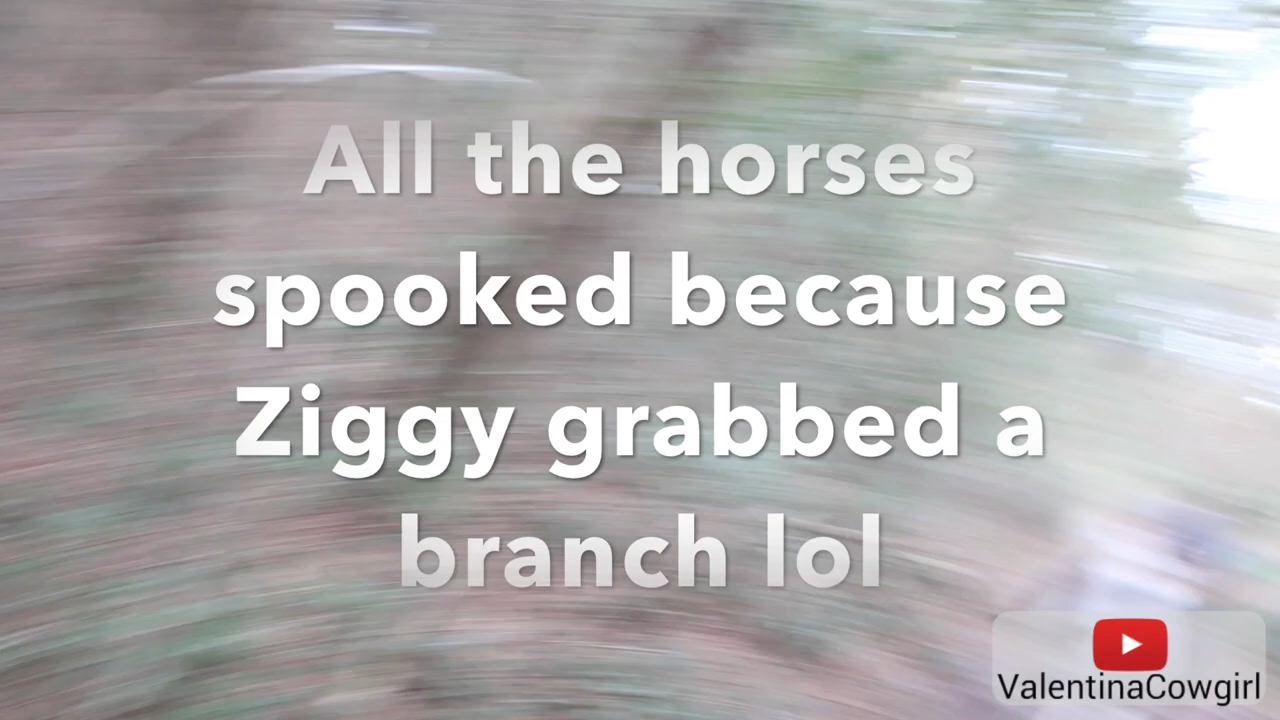 All the horses
spooked because
Ziggy grabbed a
branch lol
ValentinaCowgirl